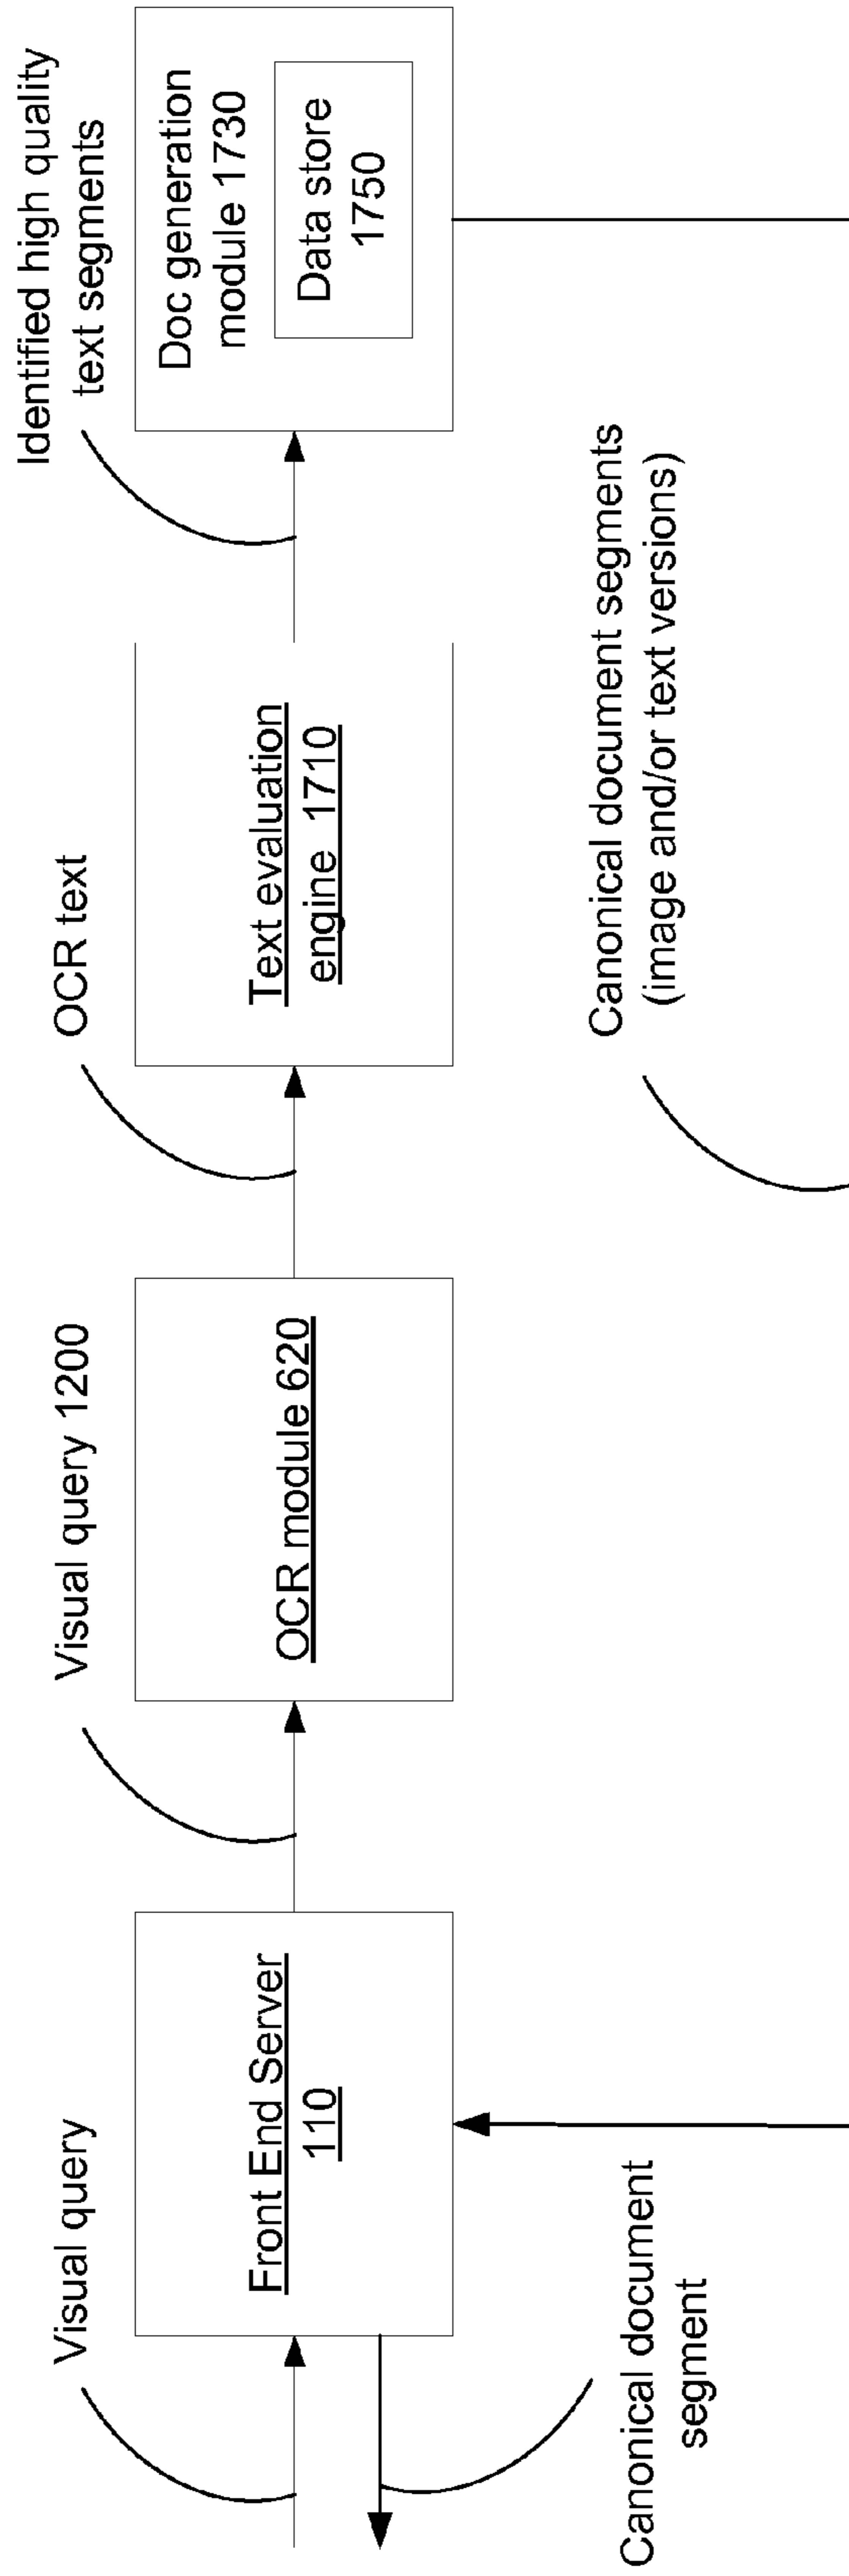 Visual query
Visual query 1200
OCR text
Identified high quality
text segments
Front End Server
110
OCR module 620
Text evaluation
engine 1710
Doc generation
module 1730
Data store
1750
Canonical document
segment
Canonical document segments
(image and/or text versions)